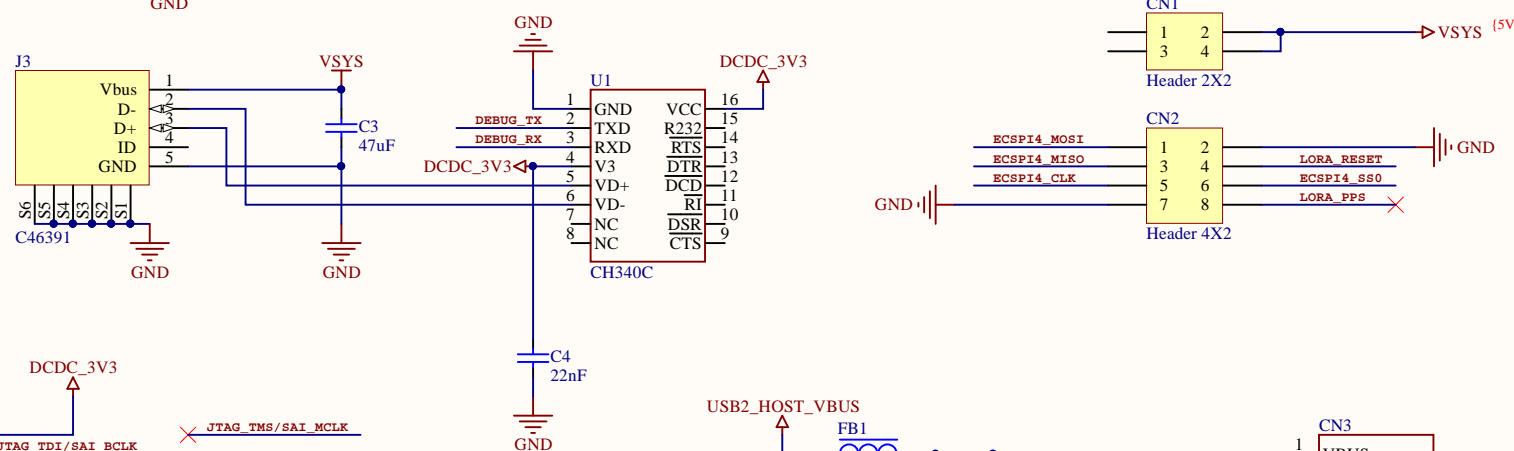 GND
CN1
1 2
3 4
VSYS {5V
Header 2X2
J3
Vbus 1
D- 2
D+ 3
ID 4
GND 5
S6 S5 S4 S3 S2 S1
C46391
GND
VSYS
C3
47uF
GND
GND
U1
DCDC_3V3
1 GND VCC 16
DEBUG_TX 2 TXD R232 15
DEBUG_RX 3 RXD RTS 14
DCDC_3V3 4 V3 DTR 13
5 VD+ DCD 12
6 VD- RI 11
7 NC DSR 10
8 NC CTS 9
CH340C
C4
22nF
GND
CN2
ECSPI4_MOSI 1 2 GND
ECSPI4_MISO 3 4 LORA_RESET
ECSPI4_CLK 5 6 ECSPI4_SS0
GND 7 8 LORA_PPS
Header 4X2
DCDC_3V3
JTAG_TMS/SAI_MCLK
JTAG_TDI/SAI_BCLK
USB2_HOST_VBUS
FB1
CN3
1 VBUS